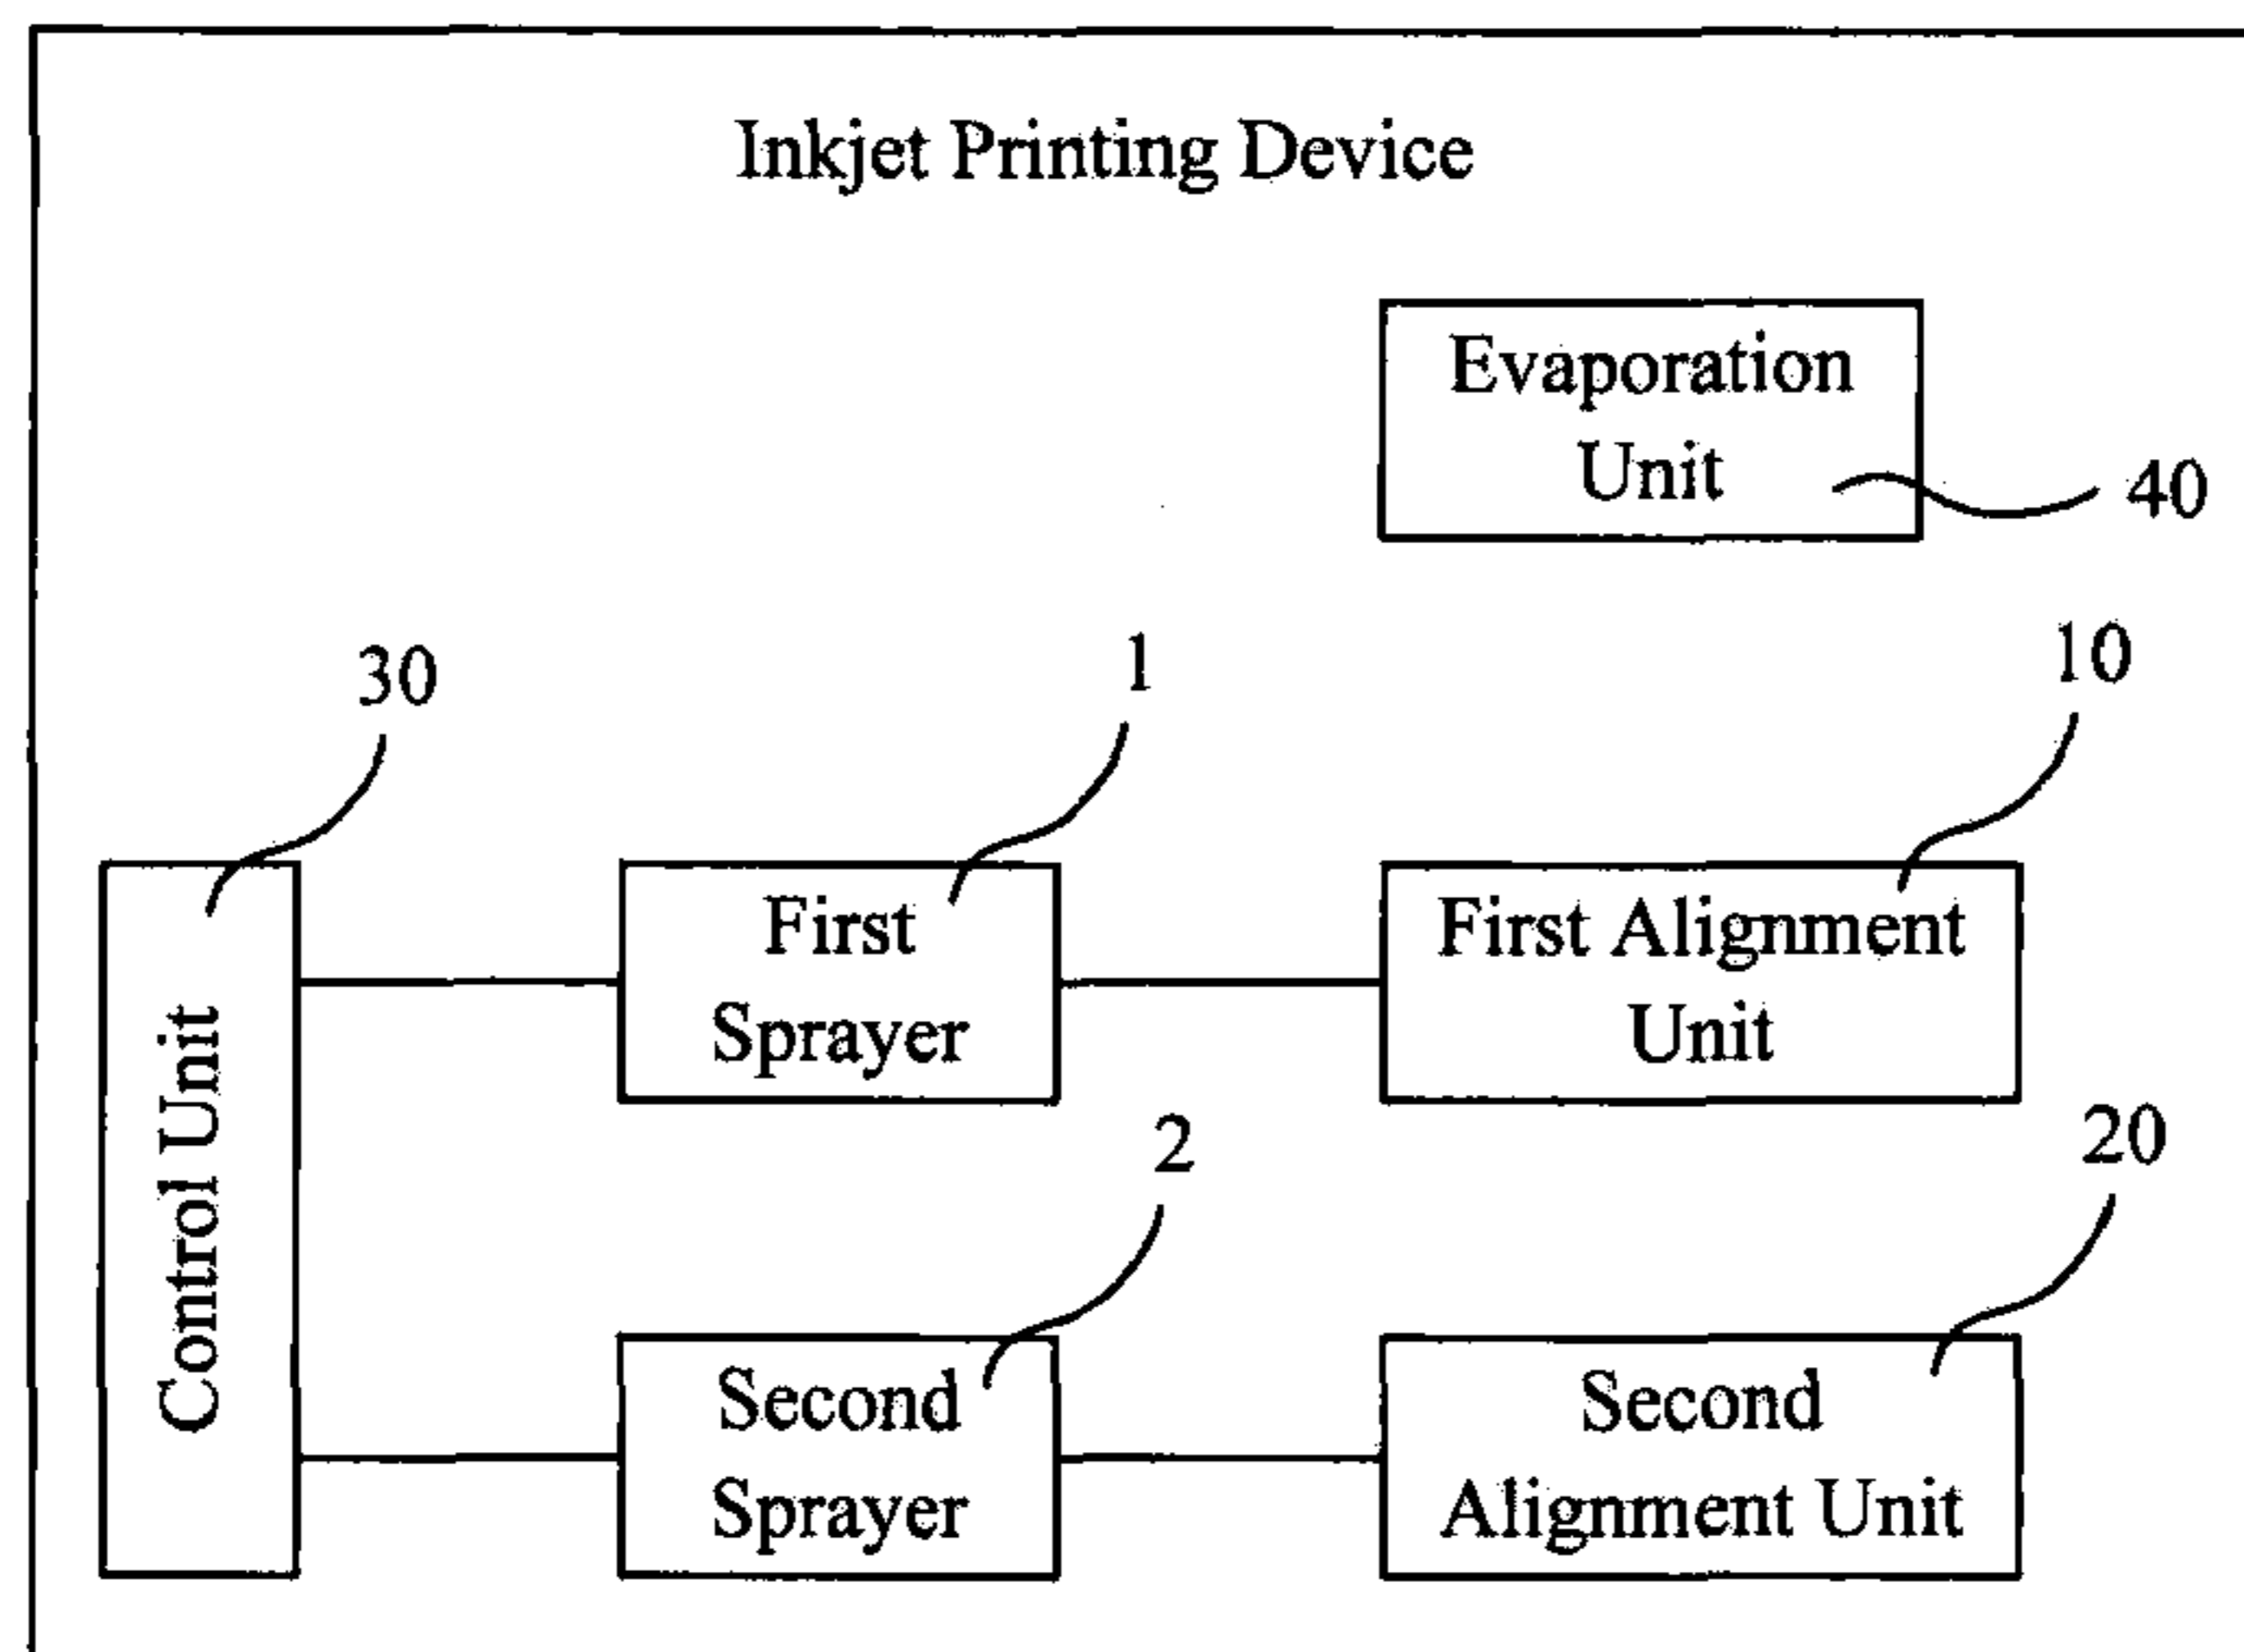 Inkjet Printing Device
Evaporation
Unit
40
30
1
10
Control Unit
First
Sprayer
First Alignment
Unit
2
20
Second
Sprayer
Second
Alignment Unit